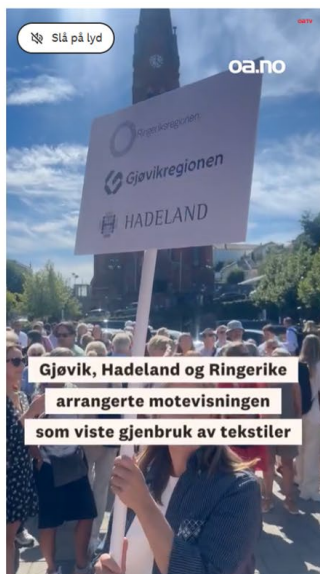 Slå på lyd
OATV
oa.no
Ringeriksregionen
Gjøvikregionen
HADELAND
Gjøvik, Hadeland og Ringerike
arrangerte motevisningen
som viste gjenbruk av tekstiler